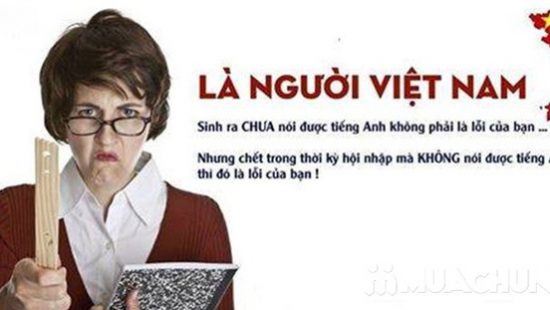 LÀ NGƯỜI VIỆT NAM
Sinh ra CHƯA nói được tiếng Anh không phải là lỗi của bạn ...
Nhưng chết trong thời kỳ hội nhập mà KHÔNG nói được tiếng
thì đó là lỗi của bạn !
MUACHUN